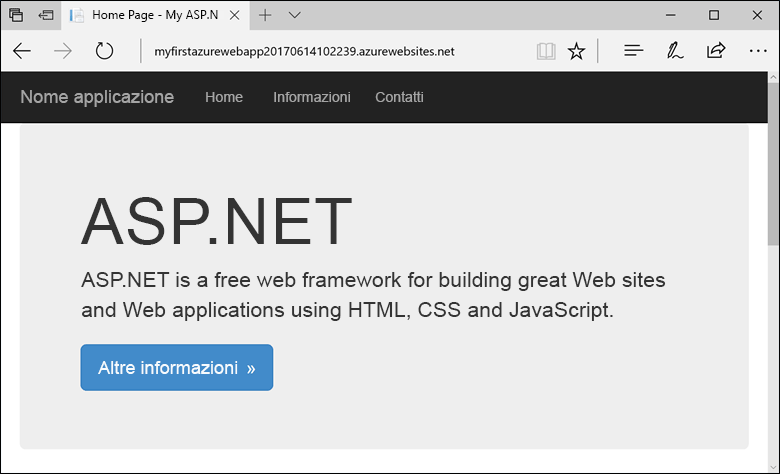 Home Page - My ASP.N
myfirstazurewebapp20170614102239.azurewebsites.net
Nome applicazione Home Informazioni Contatti
ASP.NET
ASP.NET is a free web framework for building great Web sites
and Web applications using HTML, CSS and JavaScript.
Altre informazioni »